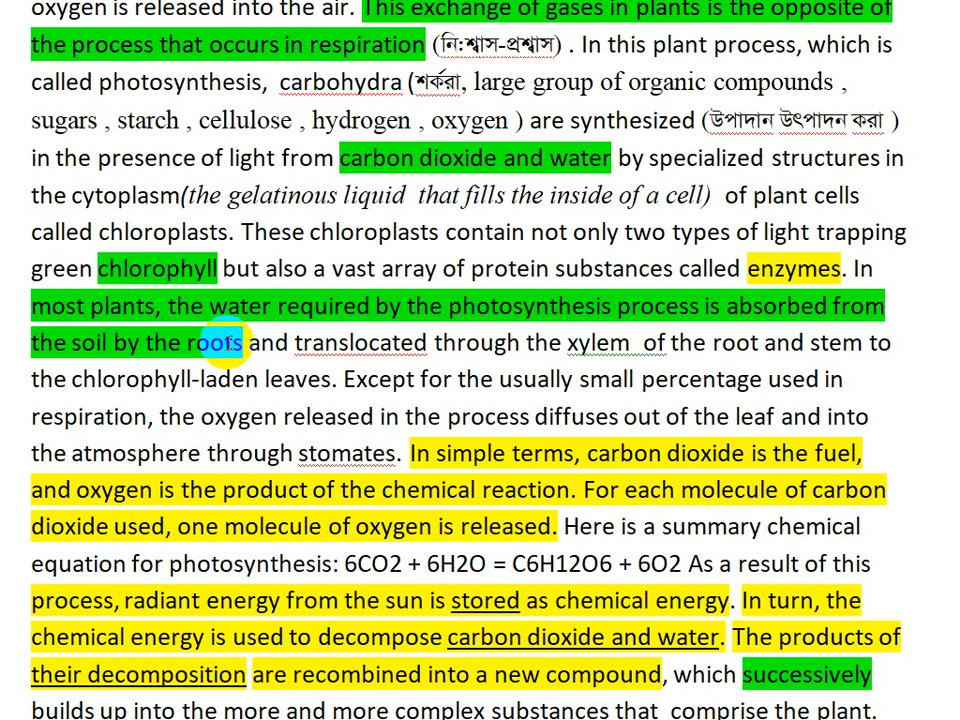 oxygen is released into the air. This exchange of gases in plants is the opposite of
the process that occurs in respiration (নি:শ্বাস-প্রশ্বাস) . In this plant process, which is
called photosynthesis, carbohydra (শর্করা, large group of organic compounds ,
sugars , starch , cellulose , hydrogen , oxygen ) are synthesized (উপাদান উৎপাদন করা )
in the presence of light from carbon dioxide and water by specialized structures in
the cytoplasm(the gelatinous liquid that fills the inside of a cell) of plant cells
called chloroplasts. These chloroplasts contain not only two types of light trapping
green chlorophyll but also a vast array of protein substances called enzymes. In
most plants, the water required by the photosynthesis process is absorbed from
the soil by the roots and translocated through the xylem of the root and stem to
the chlorophyll-laden leaves. Except for the usually small percentage used in
respiration, the oxygen released in the process diffuses out of the leaf and into
the atmosphere through stomates. In simple terms, carbon dioxide is the fuel,
and oxygen is the product of the chemical reaction. For each molecule of carbon
dioxide used, one molecule of oxygen is released. Here is a summary chemical
equation for photosynthesis: 6CO2 + 6H2O = C6H12O6 + 6O2 As a result of this
process, radiant energy from the sun is stored as chemical energy. In turn, the
chemical energy is used to decompose carbon dioxide and water. The products of
their decomposition are recombined into a new compound, which successively
builds up into the more and more complex substances that comprise the plant.